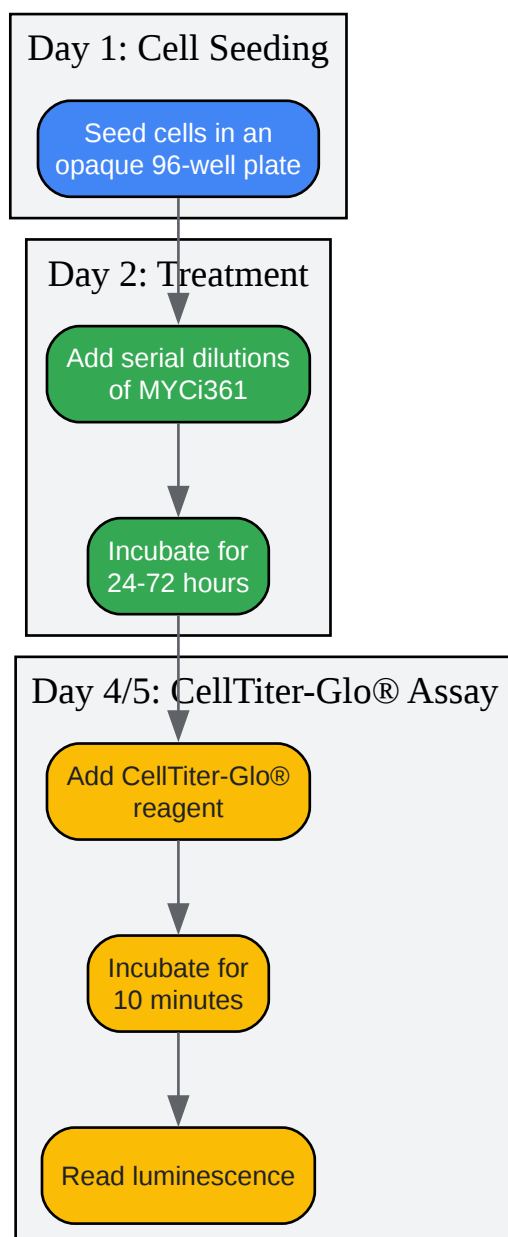 Day 1: Cell Seeding
Seed cells in an
opaque 96-well plate
Day 2: Treatment
Add serial dilutions
of MYCi361
Incubate for
24-72 hours
Day 4/5: CellTiter-Glo® Assay
Add CellTiter-Glo®
reagent
Incubate for
10 minutes
Read luminescence